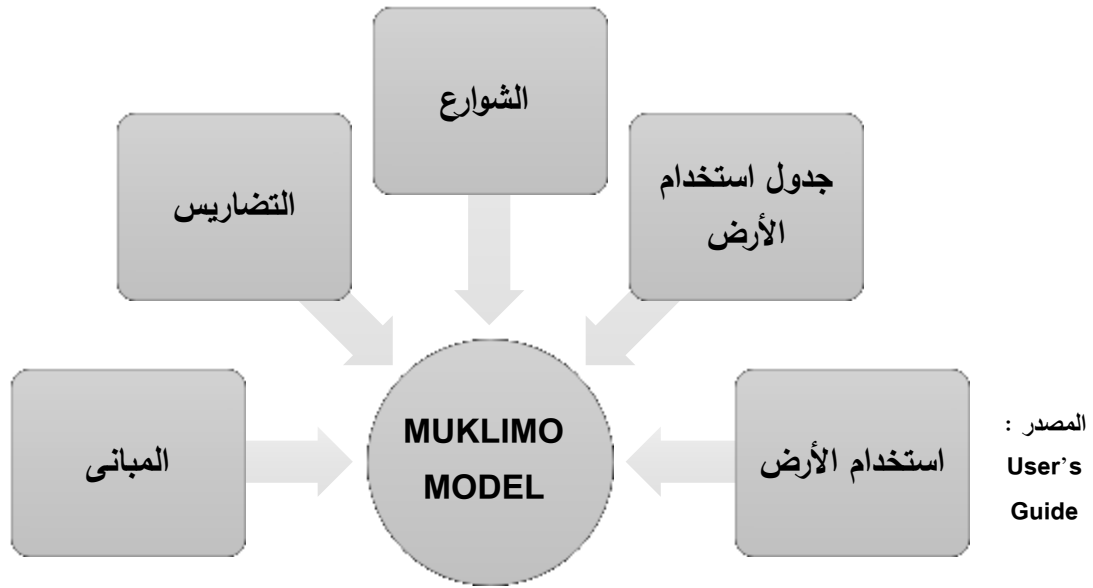 الشوارع
جدول استخدام
الأرض
التضاريس
استخدام الأرض
MUKLIMO
MODEL
المبانى
المصدر :
User’s
Guide